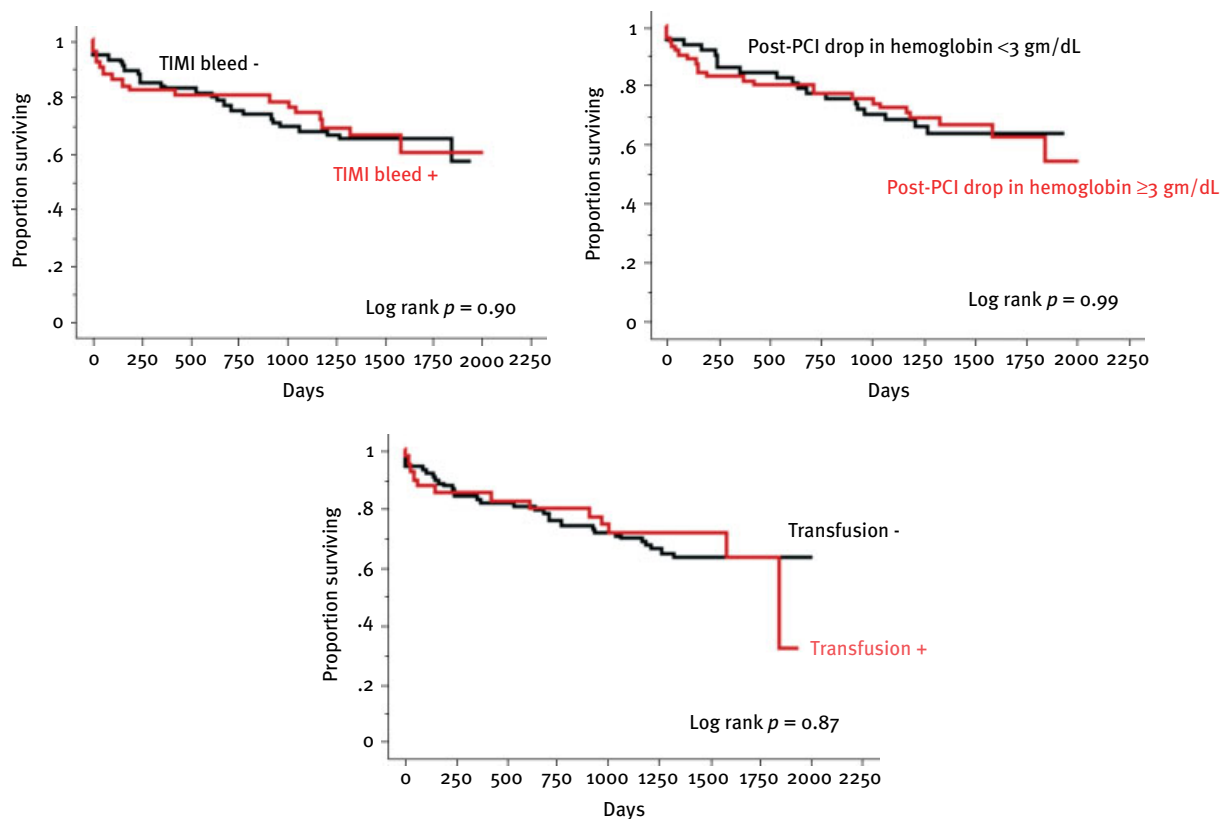 TIMI bleed -
TIMI bleed +
Log rank p = 0.90
Proportion surviving
1
.8
.6
.4
.2
0
0 250 500 750 1000 1250 1500 1750 2000 2250
Days
Post-PCI drop in hemoglobin <3 gm/dL
Post-PCI drop in hemoglobin ≥3 gm/dL
Log rank p = 0.99
Proportion surviving
1
.8
.6
.4
.2
0
0 250 500 750 1000 1250 1500 1750 2000 2250
Days
Transfusion -
Transfusion +
Log rank p = 0.87
Proportion surviving
1
.8
.6
.4
.2
0
0 250 500 750 1000 1250 1500 1750 2000 2250
Days